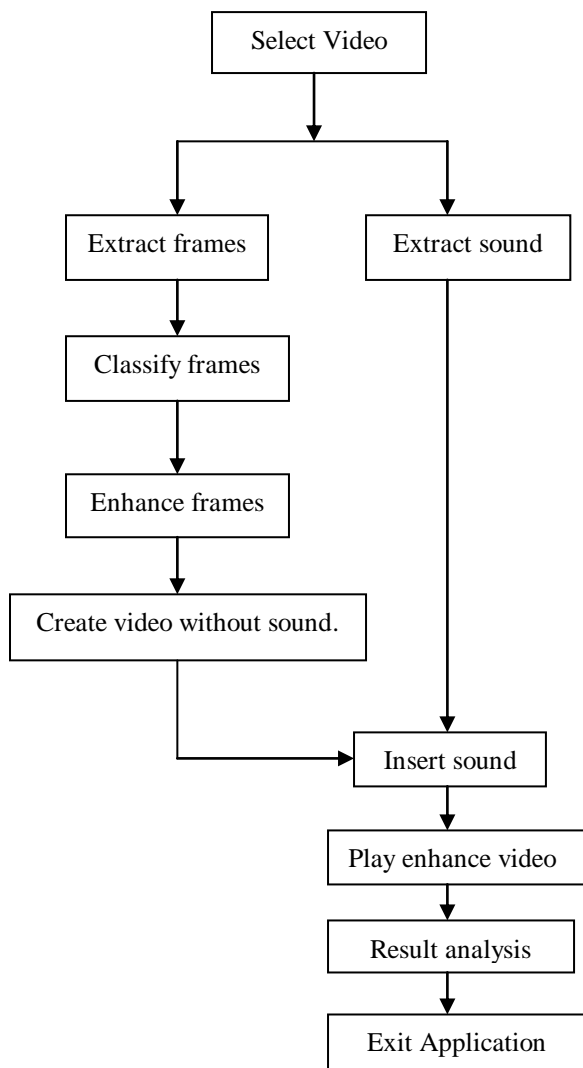 Select Video
Extract frames
Extract sound
Classify frames
Enhance frames
Create video without sound.
Insert sound
Play enhance video
Result analysis
Exit Application